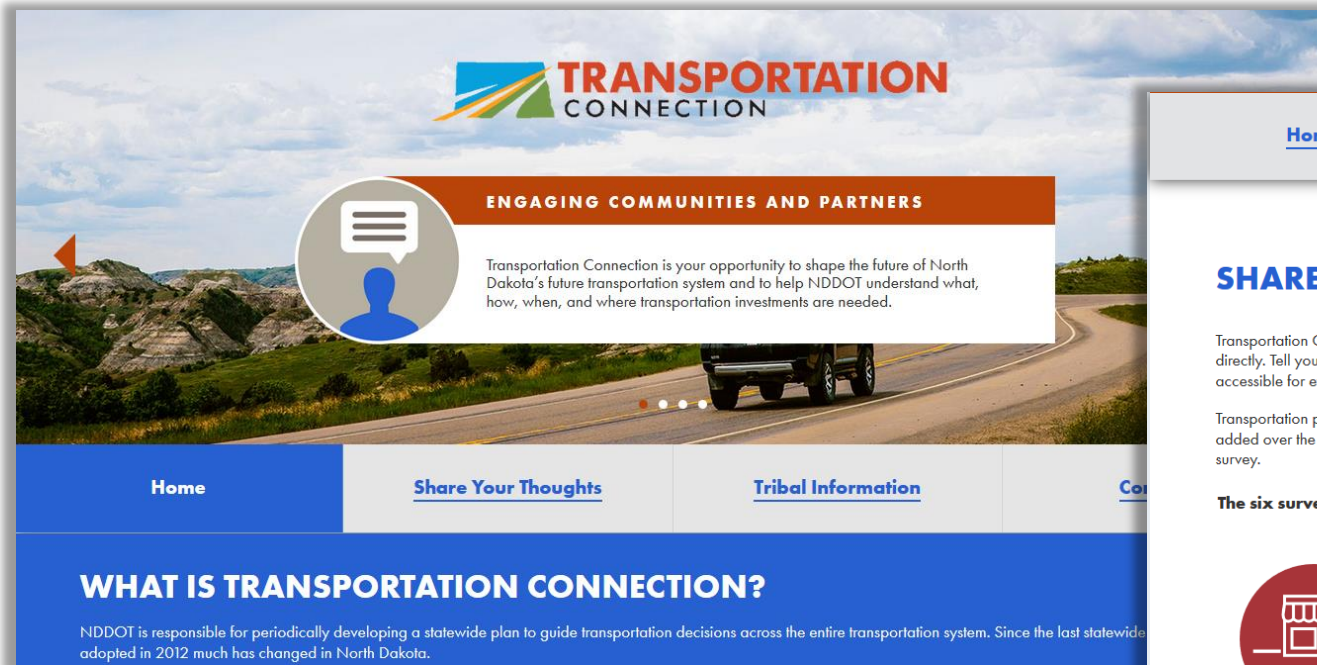 TRANSPORTATION
CONNECTION
ENGAGING COMMUNITIES AND PARTNERS
Transportation Connection is your opportunity to shape the future of North
Dakota's future transportation system and to help NDDOT understand what,
how, when, and where transportation investments are needed.
Home
Share Your Thoughts
Tribal Information
WHAT IS TRANSPORTATION CONNECTION?
NDDOT is responsible for periodically developing a statewide plan to guide transportation decisions across the entire transportation system. Since the last statewide
adopted in 2012 much has changed in North Dakota.
SHARE
Transportation
directly. Tell
accessible for
Transportation
added over the
survey.
The six